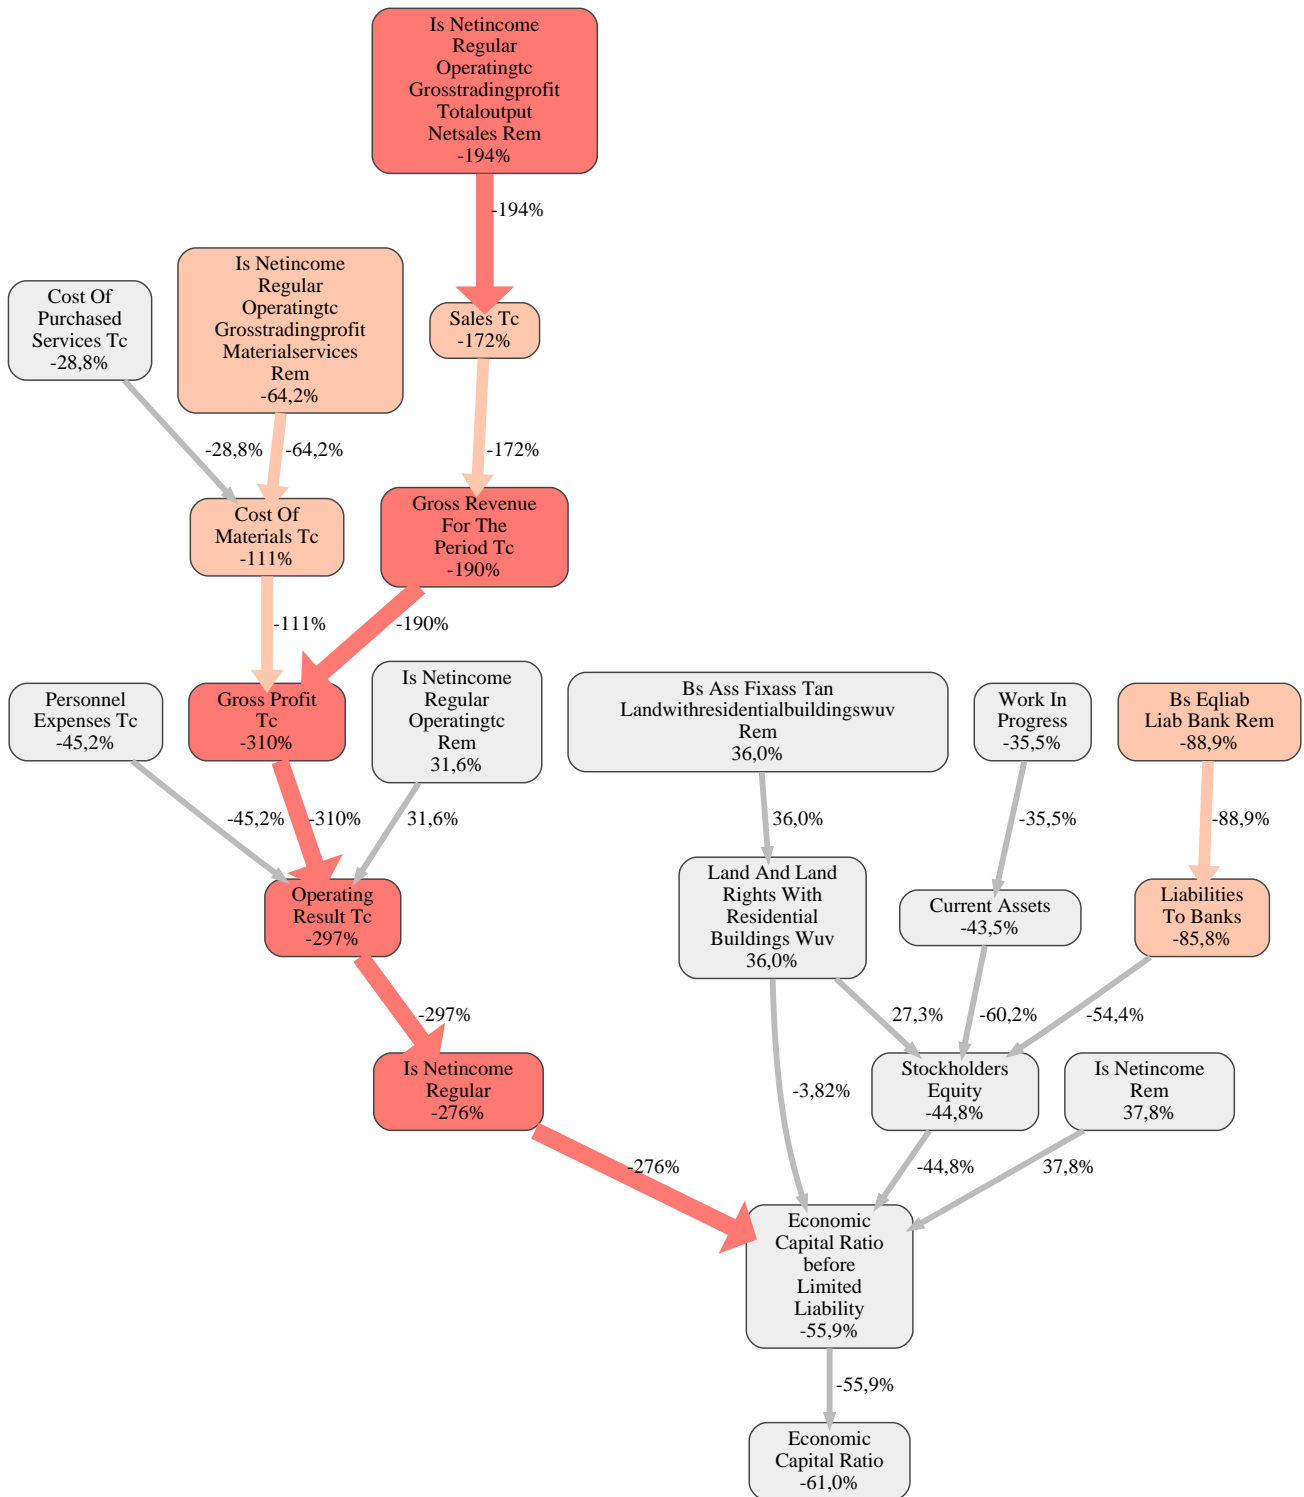 Is Netincome
Regular
Operatingtc
Grosstradingprofit
Totaloutput
Netsales Rem
-194%
-194%
Cost Of
Purchased
Services Tc
-28,8%
Is Netincome
Regular
Operatingtc
Grosstradingprofit
Materialservices
Rem
-64,2%
Sales Tc
-172%
-28,8%
-64,2%
-172%
Cost Of
Materials Tc
-111%
Gross Revenue
For The
Period Tc
-190%
-111%
-190%
Personnel
Expenses Tc
-45,2%
Gross Profit
Tc
-310%
Is Netincome
Regular
Operatingtc
Rem
31,6%
Bs Ass Fixass Tan
Landwithresidentialbuildingswuv
Rem
36,0%
Work In
Progress
-35,5%
Bs Eqliab
Liab Bank Rem
-88,9%
-45,2%
-310%
31,6%
36,0%
-35,5%
-88,9%
Operating
Result Tc
-297%
Land And Land
Rights With
Residential
Buildings Wuv
36,0%
Current Assets
-43,5%
Liabilities
To Banks
-85,8%
-297%
27,3%
-60,2%
-54,4%
Is Netincome
Regular
-276%
-3,82%
Stockholders
Equity
-44,8%
Is Netincome
Rem
37,8%
-276%
-44,8%
37,8%
Economic
Capital Ratio
before
Limited
Liability
-55,9%
-55,9%
Economic
Capital Ratio
-61,0%